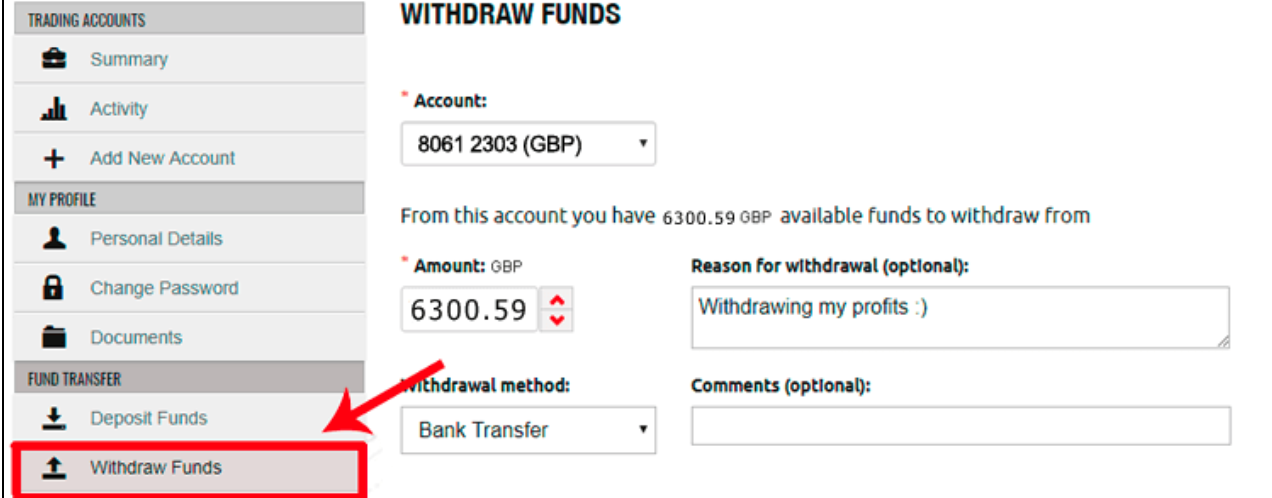 TRADING ACCOUNTS
Summary
Activity
Add New Account
MY PROFILE
Personal Details
Change Password
Documents
FUND TRANSFER
Deposit Funds
Withdraw Funds
WITHDRAW FUNDS
* Account:
8061 2303 (GBP)
From this account you have 6300.59 GBP available funds to withdraw from
* Amount: GBP
6300.59
Reason for withdrawal (optional):
Withdrawing my profits :)
Withdrawal method:
Bank Transfer
Comments (optional):